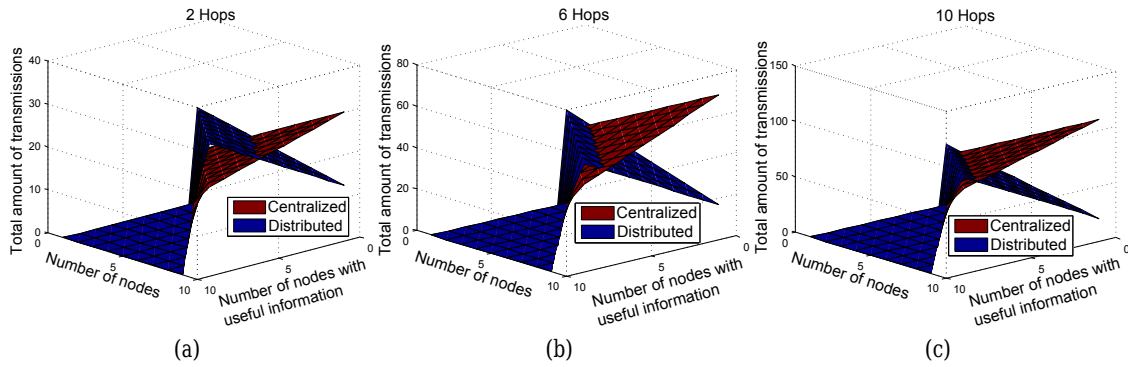 2 Hops
40
30
20
10
0
Total amount of transmissions
0
5
10
Number of nodes
10
5
0
Number of nodes with
useful information
Centralized
Distributed
(a)
6 Hops
80
60
40
20
0
Total amount of transmissions
0
5
10
Number of nodes
10
5
0
Number of nodes with
useful information
Centralized
Distributed
(b)
10 Hops
150
100
50
0
Total amount of transmissions
0
5
10
Number of nodes
10
5
0
Number of nodes with
useful information
Centralized
Distributed
(c)